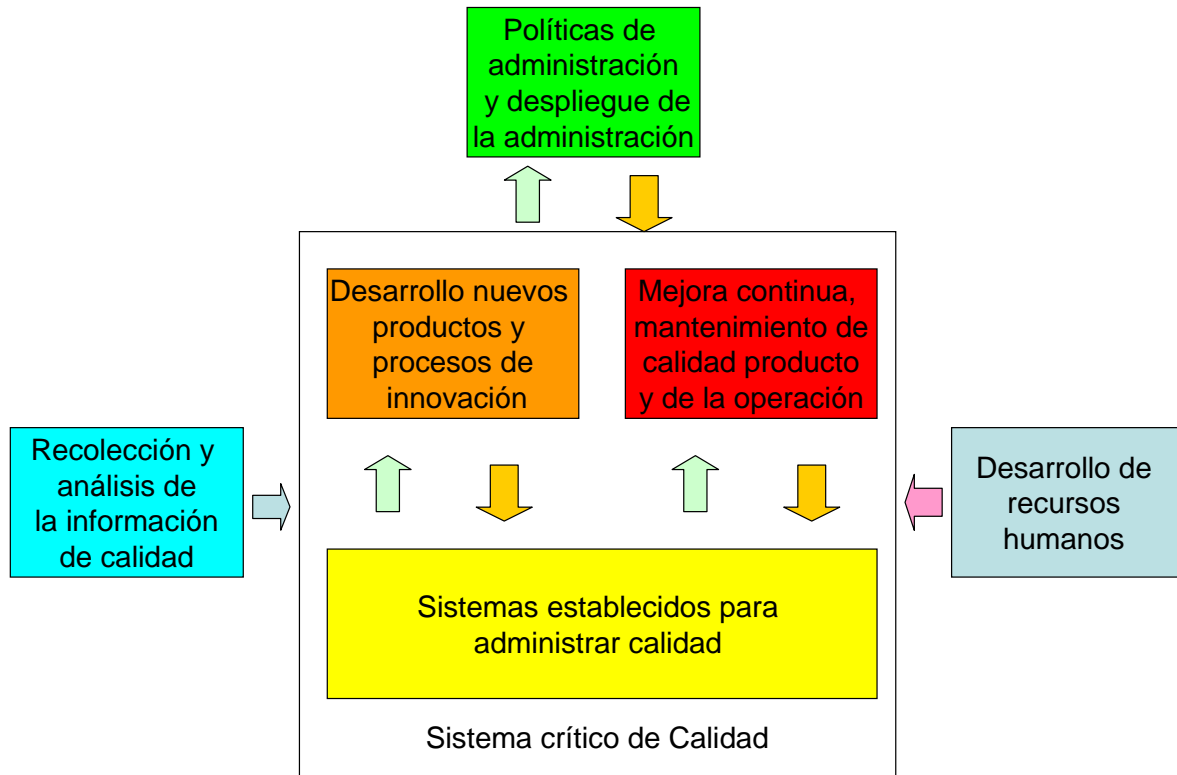 Políticas de
administración
y despliegue de
la administración
Desarrollo nuevos
productos y
procesos de
innovación
Mejora continua,
mantenimiento de
calidad producto
y de la operación
Recolección y
análisis de
la información
de calidad
Desarrollo de
recursos
humanos
Sistemas establecidos para
administrar calidad
Sistema crítico de Calidad